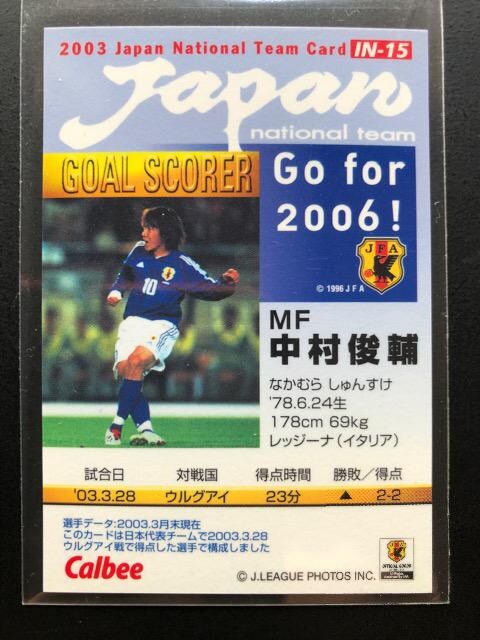 2003 Japan National Team Card IN-15
Japan
national team
GOAL SCORER
Go for
2006!
JFA
© 1996 JFA
10
MF
中村俊輔
なかむら しゅんすけ
'78.6.24生
178cm 69kg
レッジーナ(イタリア)
試合日 対戦国 得点時間 勝敗/得点
'03.3.28 ウルグアイ 23分 ▲ 2-2
選手データ:2003.3月末現在
このカードは日本代表チームで2003.3.28
ウルグアイ戦で得点した選手で構成しました
Calbee
© J.LEAGUE PHOTOS INC.
OFFICIAL GOODS